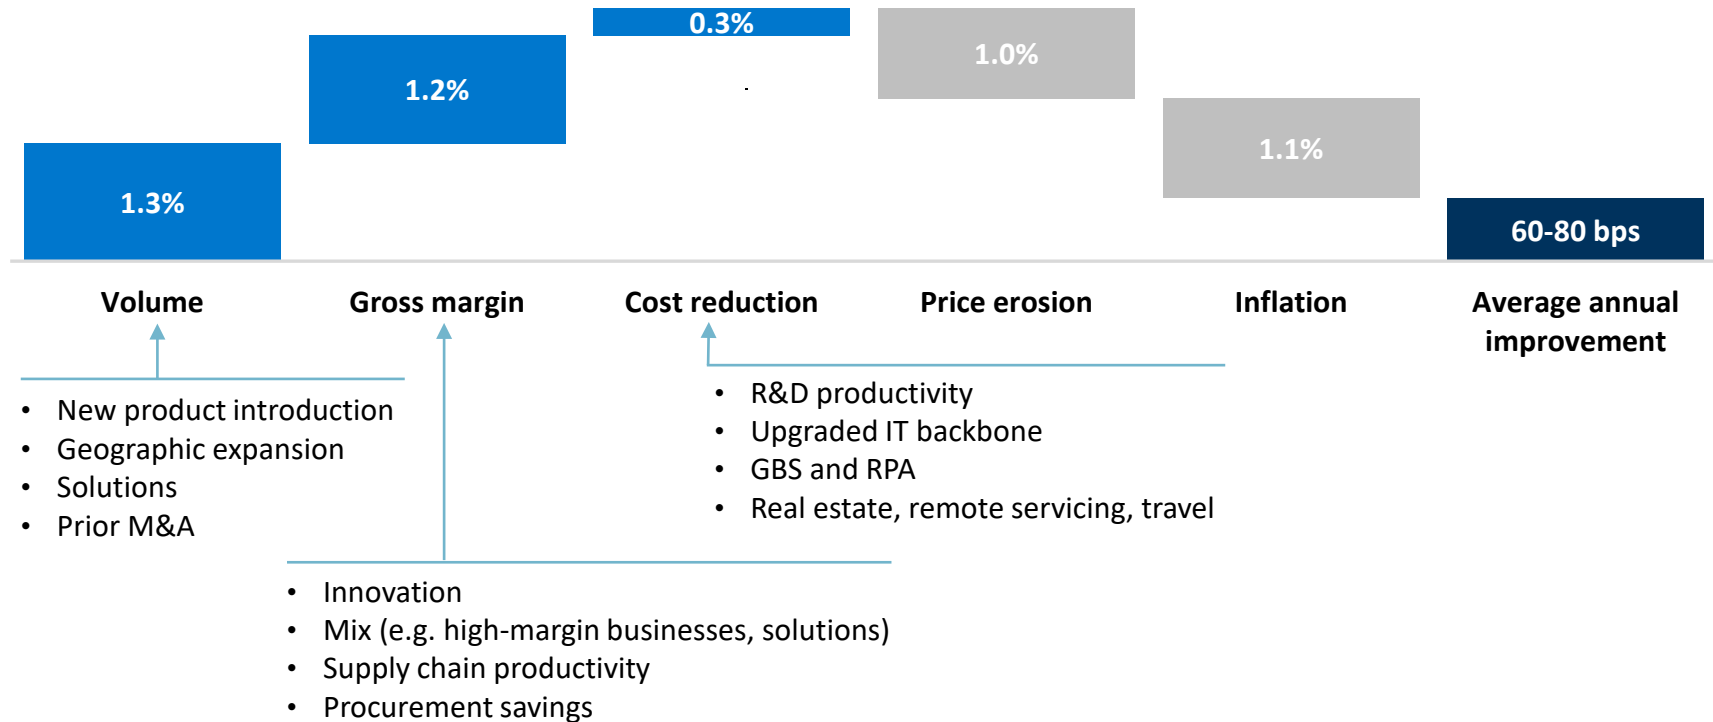 0.3%
1.0%
1.2%
1.1%
1.3%
60-80 bps
Volume
Gross margin
Cost reduction
Price erosion
Inflation
Average annual
improvement
• New product introduction
• Geographic expansion
• Solutions
• Prior M&A
• R&D productivity
• Upgraded IT backbone
• GBS and RPA
• Real estate, remote servicing, travel
• Innovation
• Mix (e.g. high-margin businesses, solutions)
• Supply chain productivity
• Procurement savings